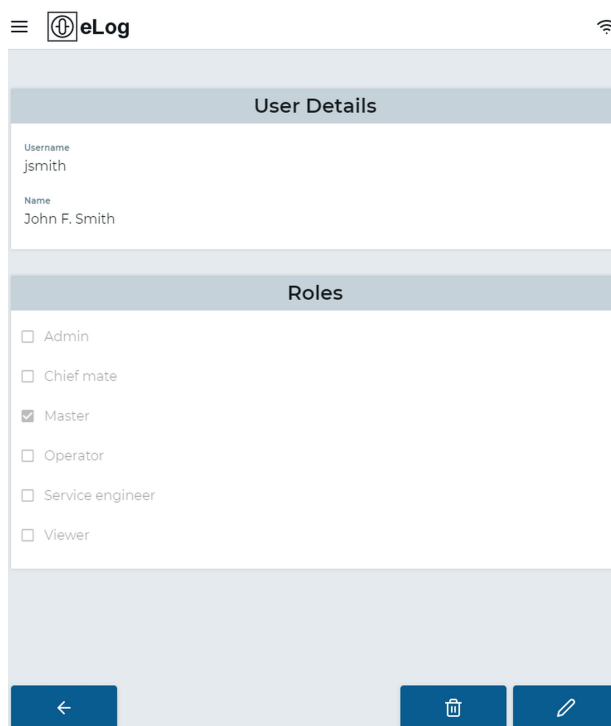 eLog
User Details
Username
jsmith
Name
John F. Smith
Roles
Admin
Chief mate
Master
Operator
Service engineer
Viewer